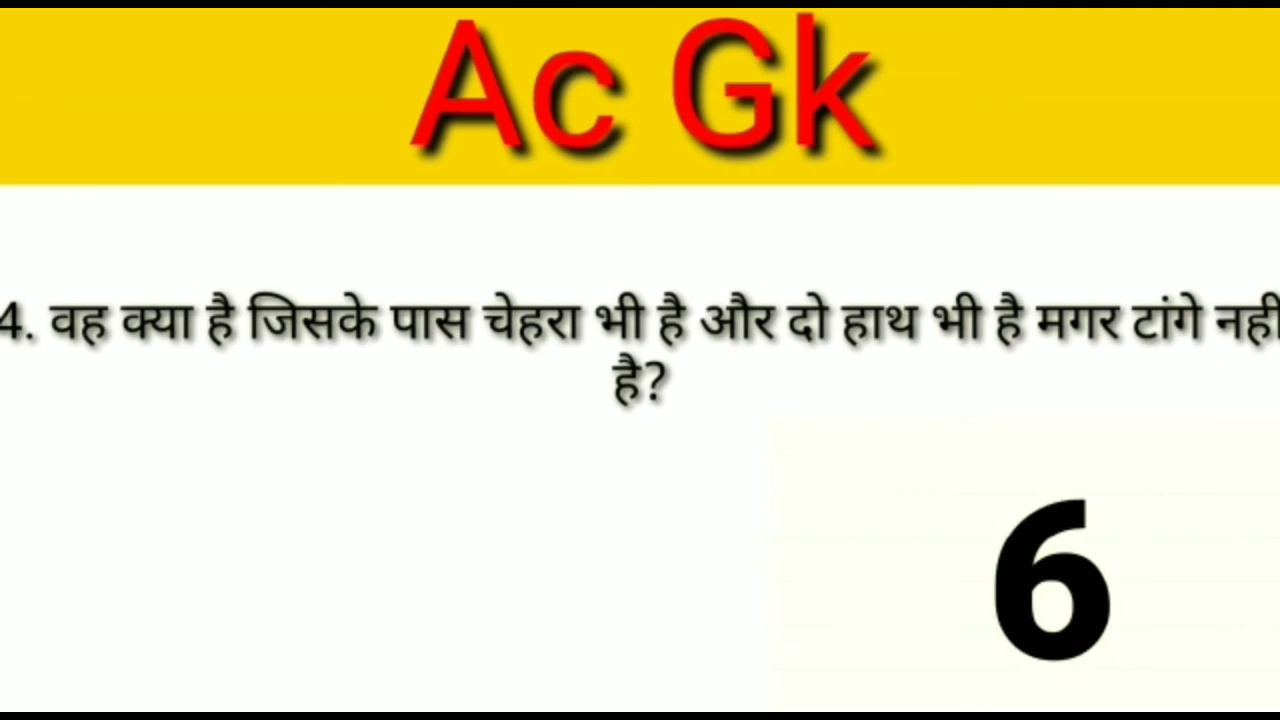 Ac Gk
4. वह क्या है जिसके पास चेहरा भी है और दो हाथ भी है मगर टांगे नही
है?
6